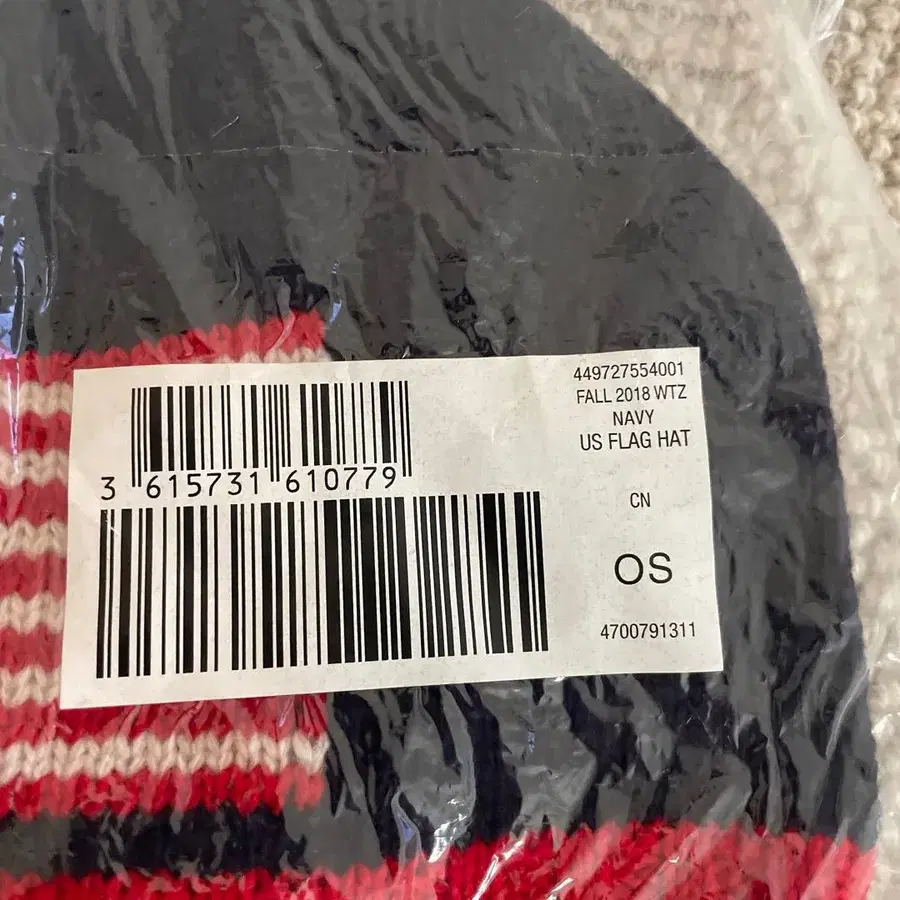 449727554001
FALL 2018 WTZ
NAVY
US FLAG HAT
3 615731 610779
CN
OS
4700791311